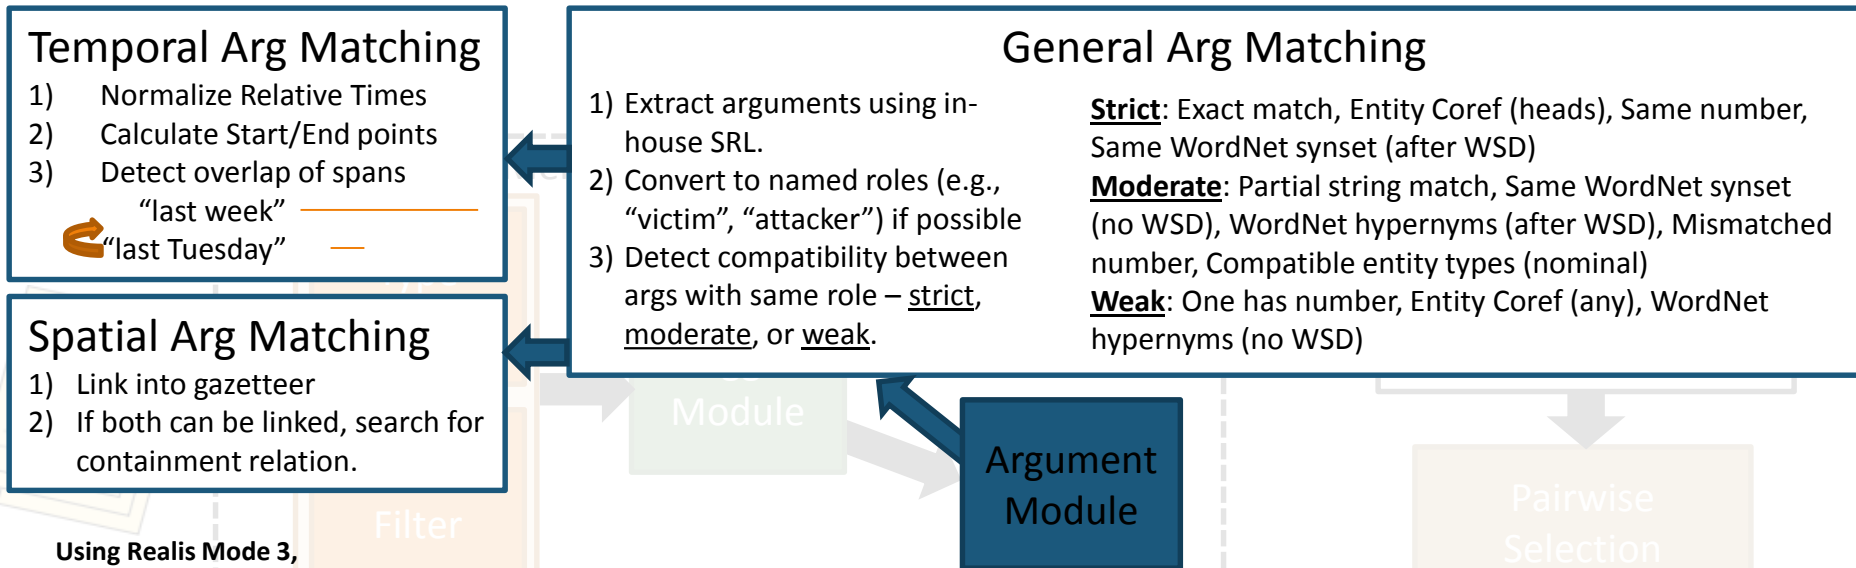 Temporal Arg Matching
1) Normalize Relative Times
2) Calculate Start/End points
3) Detect overlap of spans
“last week”
“last Tuesday”
Spatial Arg Matching
1) Link into gazetteer
2) If both can be linked, search for
containment relation.
General Arg Matching
1) Extract arguments using in-
house SRL.
2) Convert to named roles (e.g.,
“victim”, “attacker”) if possible
3) Detect compatibility between
args with same role – strict,
moderate, or weak.
Strict: Exact match, Entity Coref (heads), Same number,
Same WordNet synset (after WSD)
Moderate: Partial string match, Same WordNet synset
(no WSD), WordNet hypernyms (after WSD), Mismatched
number, Compatible entity types (nominal)
Weak: One has number, Entity Coref (any), WordNet
hypernyms (no WSD)
Module
Argument
Module
Filter
Pairwise
Selection
Using Realis Mode 3,